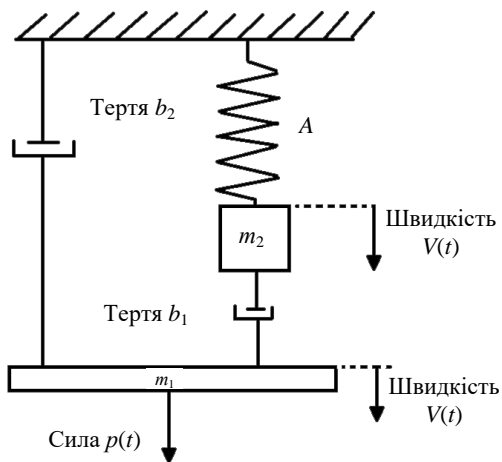 Тертя b2
A
m2
Швидкість
V(t)
Тертя b1
m1
Швидкість
V(t)
Сила p(t)